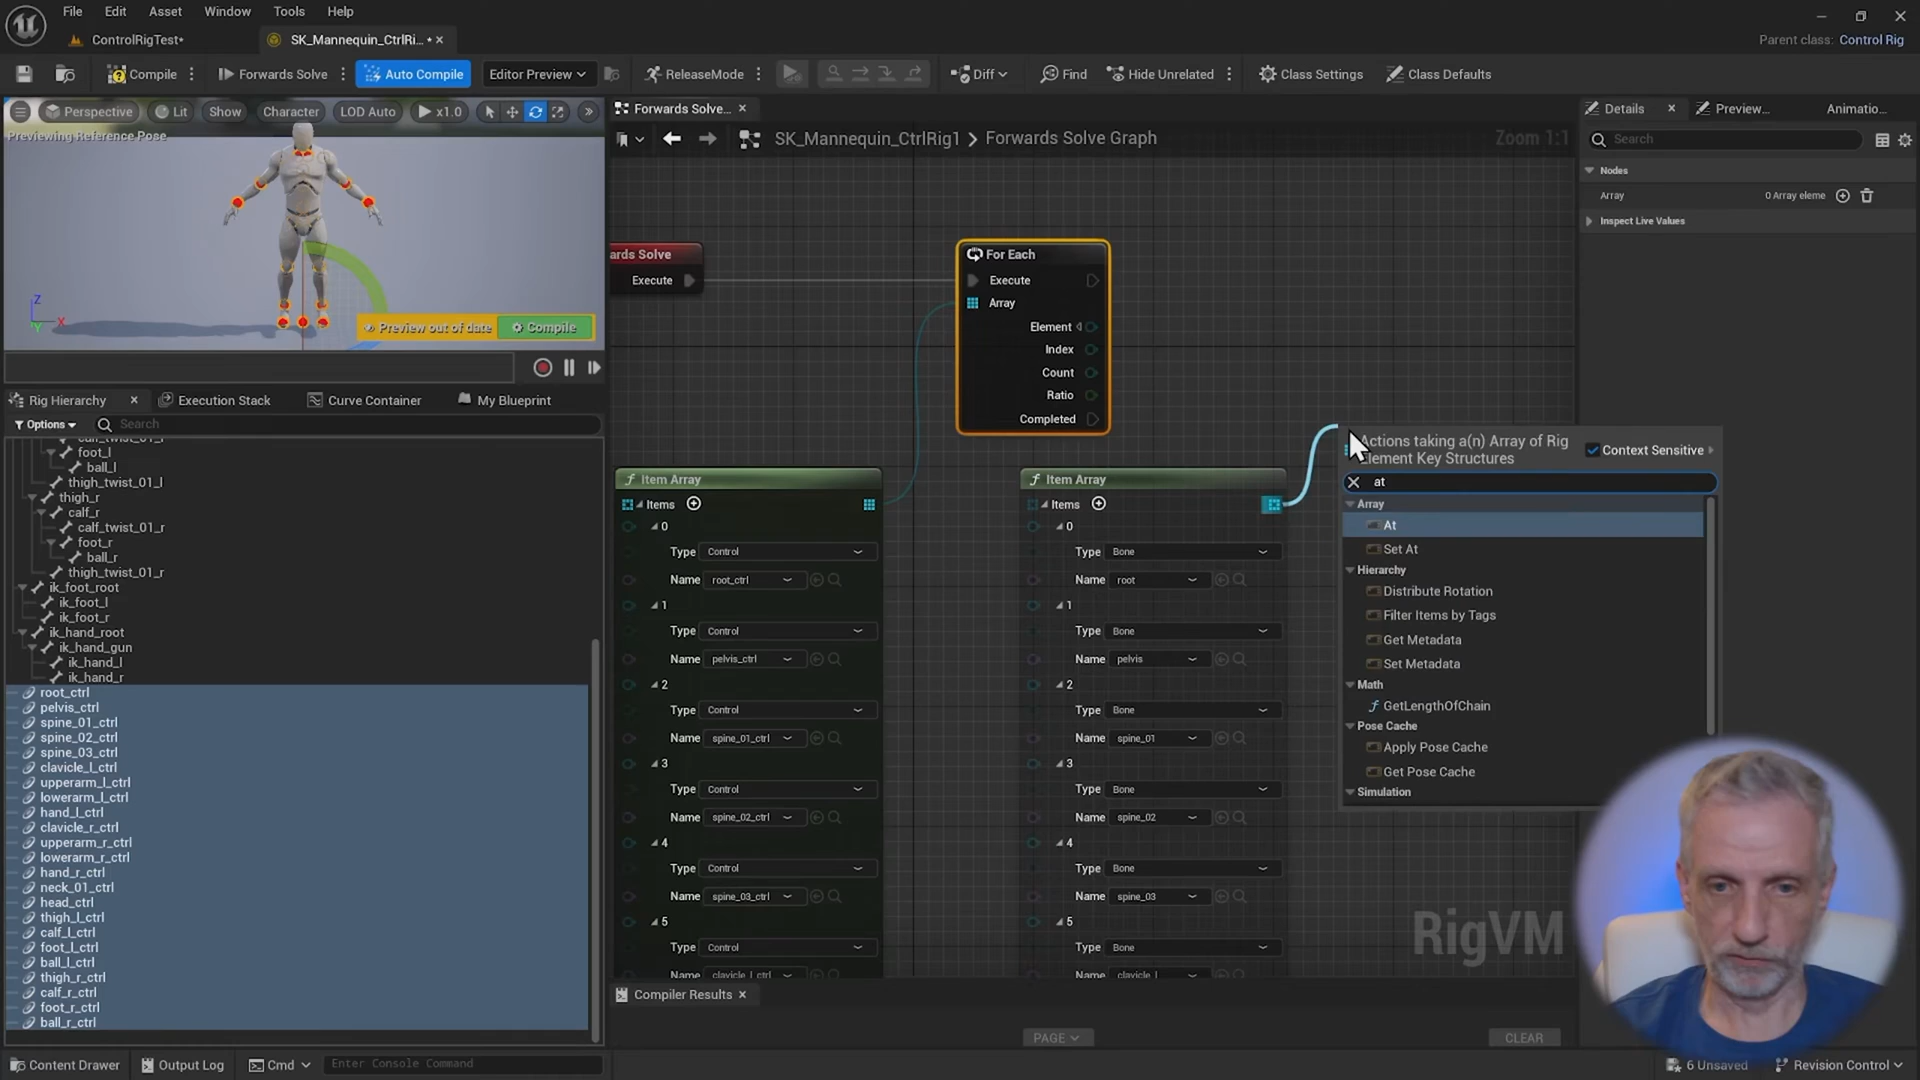 File Edit Asset Window Tools Help
ControlRigTest*
SK_Mannequin_CtrlRi... *
Parent class: Control Rig
Compile
Forwards Solve
Auto Compile
Editor Preview
ReleaseMode
Diff
Find
Hide Unrelated
Class Settings
Class Defaults
Perspective Lit Show Character LOD Auto x1.0
Previewing Reference Pose
Z
X
Y
Preview out of date Compile
Rig Hierarchy
Execution Stack
Curve Container
My Blueprint
Options Search
calf_twist_01_l
foot_l
ball_l
thigh_twist_01_l
thigh_r
calf_r
calf_twist_01_r
foot_r
ball_r
thigh_twist_01_r
ik_foot_root
ik_foot_l
ik_foot_r
ik_hand_root
ik_hand_gun
ik_hand_l
ik_hand_r
root_ctrl
pelvis_ctrl
spine_01_ctrl
spine_02_ctrl
spine_03_ctrl
clavicle_l_ctrl
upperarm_l_ctrl
lowerarm_l_ctrl
hand_l_ctrl
clavicle_r_ctrl
upperarm_r_ctrl
lowerarm_r_ctrl
hand_r_ctrl
neck_01_ctrl
head_ctrl
thigh_l_ctrl
calf_l_ctrl
foot_l_ctrl
ball_l_ctrl
thigh_r_ctrl
calf_r_ctrl
foot_r_ctrl
ball_r_ctrl
Forwards Solve...
SK_Mannequin_CtrlRig1 > Forwards Solve Graph
Zoom 1:1
ards Solve
Execute
For Each
Execute
Array
Element
Index
Count
Ratio
Completed
Item Array
Items
0
Type Control
Name root_ctrl
1
Type Control
Name pelvis_ctrl
2
Type Control
Name spine_01_ctrl
3
Type Control
Name spine_02_ctrl
4
Type Control
Name spine_03_ctrl
5
Type Control
Name clavicle_l_ctrl
Item Array
Items
0
Type Bone
Name root
1
Type Bone
Name pelvis
2
Type Bone
Name spine_01
3
Type Bone
Name spine_02
4
Type Bone
Name spine_03
5
Type Bone
Name clavicle_l
Actions taking a(n) Array of Rig
Element Key Structures
Context Sensitive
at
Array
At
Set At
Hierarchy
Distribute Rotation
Filter Items by Tags
Get Metadata
Set Metadata
Math
GetLengthOfChain
Pose Cache
Apply Pose Cache
Get Pose Cache
Simulation
RigVM
Compiler Results
PAGE
CLEAR
Details
Preview...
Animatio...
Search
Nodes
Array 0 Array eleme
Inspect Live Values
Content Drawer
Output Log
Cmd
Enter Console Command
6 Unsaved
Revision Control